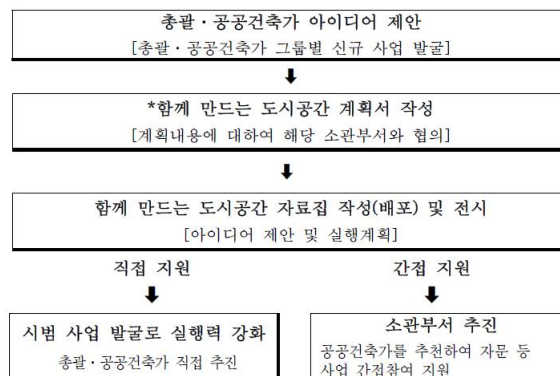 총괄·공공건축가 아이디어 제안
[총괄·공공건축가 그룹별 신규 사업 발굴]
*함께 만드는 도시공간 계획서 작성
[계획내용에 대하여 해당 소관부서와 협의]
함께 만드는 도시공간 자료집 작성(배포) 및 전시
[아이디어 제안 및 실행계획]
직접 지원
간접 지원
시범 사업 발굴로 실행력 강화
총괄·공공건축가 직접 추진
소관부서 추진
공공건축가를 추천하여 자문 등
사업 간접참여 지원